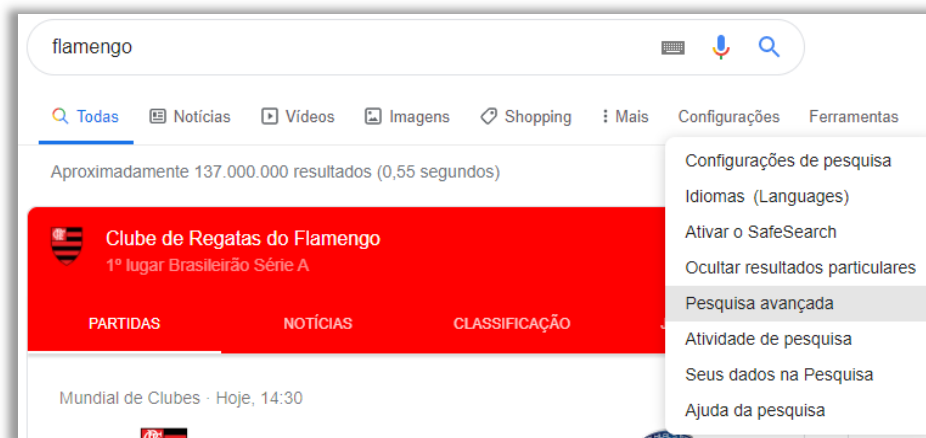 flamengo
Todas Notícias Vídeos Imagens Shopping Mais Configurações Ferramentas
Aproximadamente 137.000.000 resultados (0,55 segundos)
Clube de Regatas do Flamengo
1º lugar Brasileirão Série A
PARTIDAS NOTÍCIAS CLASSIFICAÇÃO
Mundial de Clubes · Hoje, 14:30
Configurações de pesquisa
Idiomas (Languages)
Ativar o SafeSearch
Ocultar resultados particulares
Pesquisa avançada
Atividade de pesquisa
Seus dados na Pesquisa
Ajuda da pesquisa